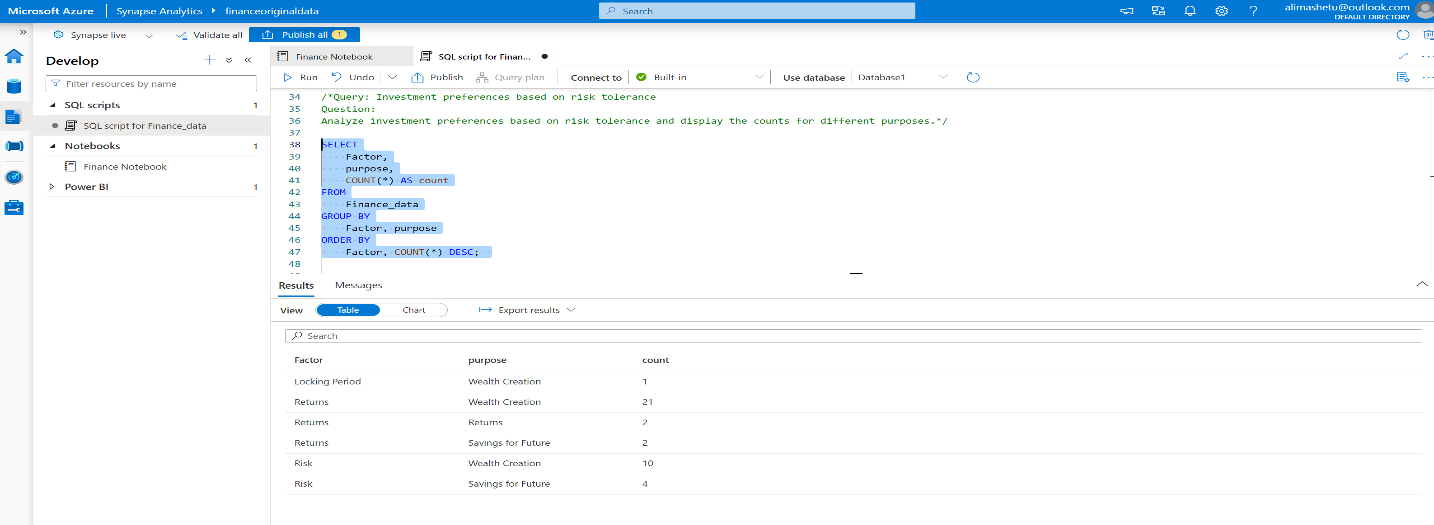 Microsoft Azure Synapse Analytics financeoriginaldata Search alimashetu@outlook.com
DEFAULT DIRECTORY
Synapse live Validate all Publish all 1
Develop
Filter resources by name
SQL scripts 1
SQL script for Finance_data
Notebooks 1
Finance Notebook
Power BI 1
Finance Notebook SQL script for Finan...
Run Undo Publish Query plan Connect to Built-in Use database Database1
34 /*Query: Investment preferences based on risk tolerance
35 Question:
36 Analyze investment preferences based on risk tolerance and display the counts for different purposes.*/
37
38 SELECT
39 Factor,
40 purpose,
41 COUNT(*) AS count
42 FROM
43 Finance_data
44 GROUP BY
45 Factor, purpose
46 ORDER BY
47 Factor, COUNT(*) DESC;
48
Results Messages
View Table Chart Export results
Search
Factor purpose count
Locking Period Wealth Creation 1
Returns Wealth Creation 21
Returns Returns 2
Returns Savings for Future 2
Risk Wealth Creation 10
Risk Savings for Future 4